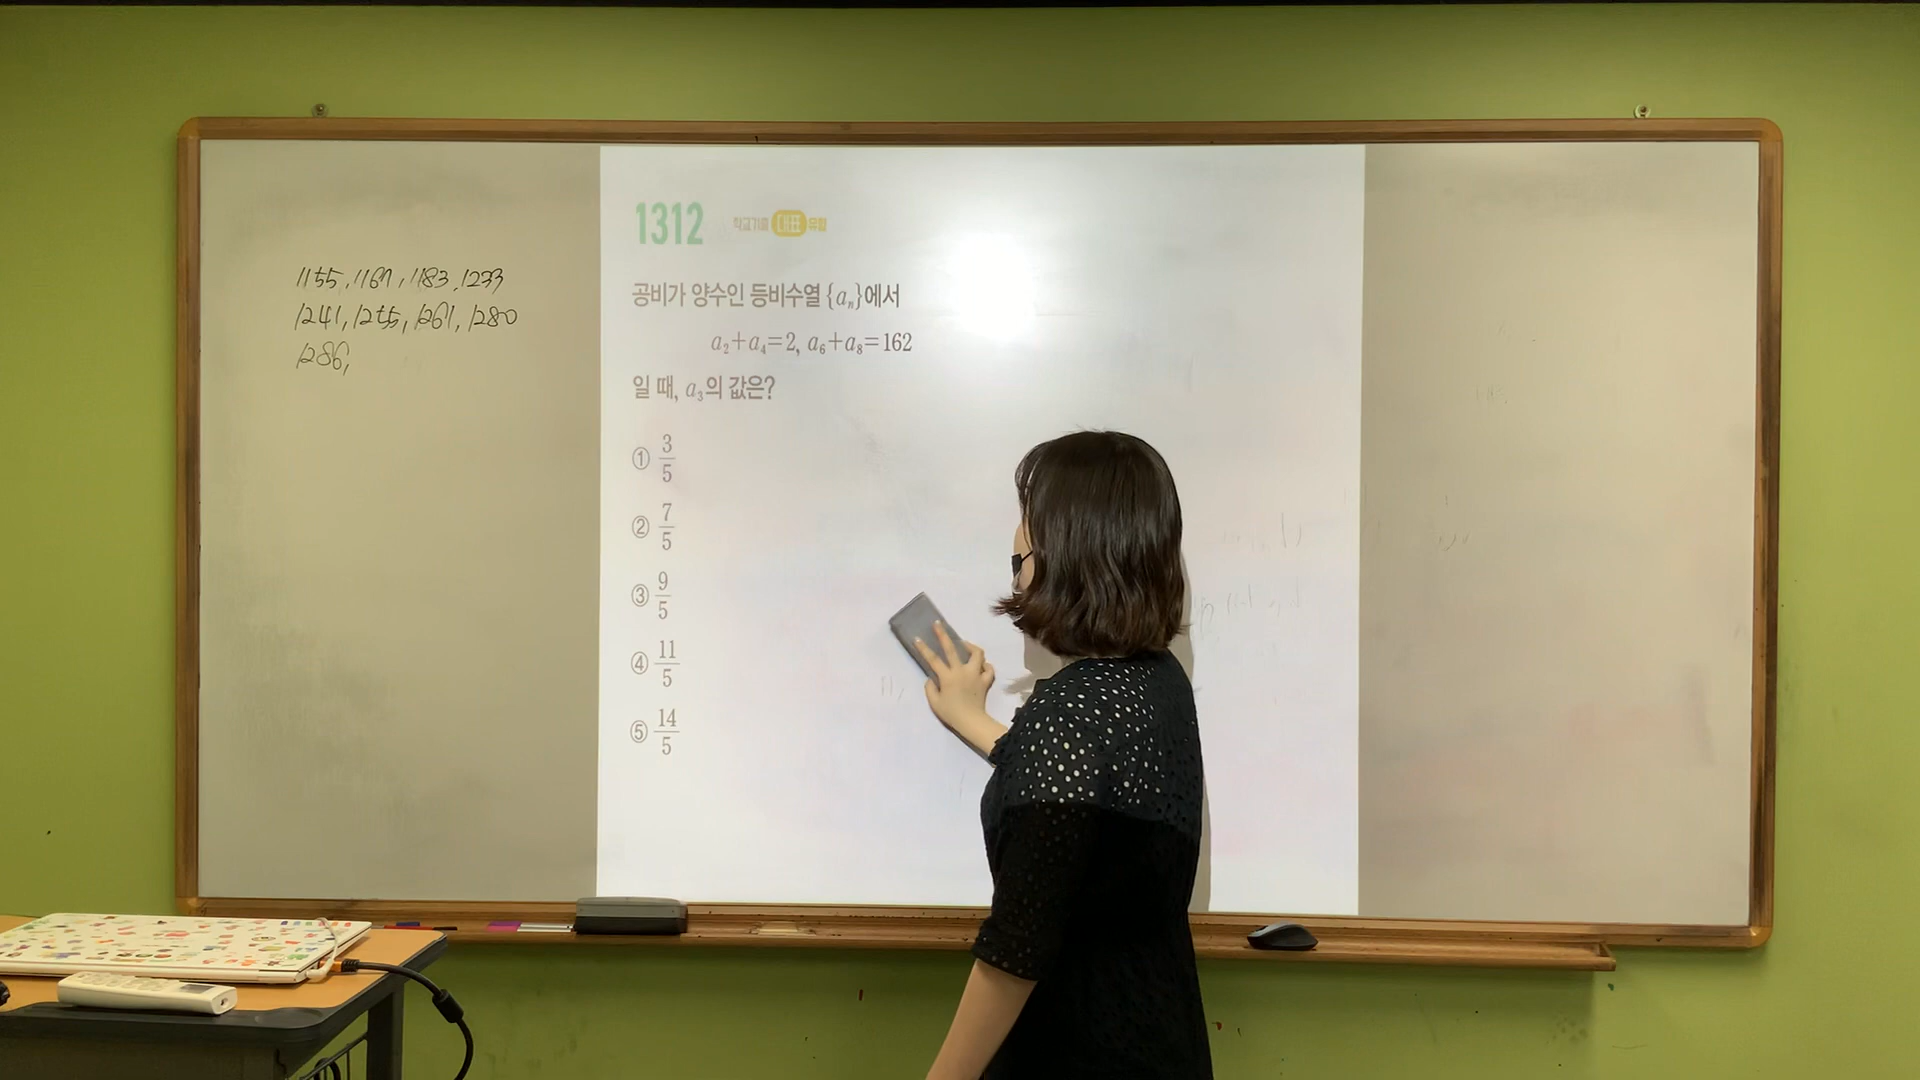 1155, 1167, 1183, 1233
1241, 1255, 1261, 1280
1286,
1312 학교기출 대표 유형
공비가 양수인 등비수열 {aₙ}에서
a₂+a₄=2, a₆+a₈=162
일 때, a₃의 값은?
① 3/5
② 7/5
③ 9/5
④ 11/5
⑤ 14/5